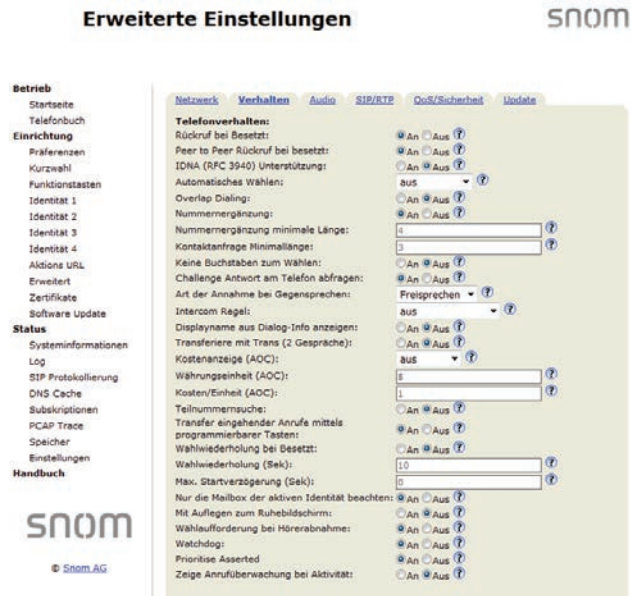 Erweiterte Einstellungen
snom
Betrieb
Startseite
Telefonbuch
Einrichtung
Präferenzen
Kurzwahl
Funktionstasten
Identität 1
Identität 2
Identität 3
Identität 4
Aktions URL
Erweitert
Zertifikate
Software Update
Status
Systeminformationen
Log
SIP Protokollierung
DNS Cache
Subskriptionen
PCAP Trace
Speicher
Einstellungen
Handbuch
snom
© Snom AG
Netzwerk Verhalten Audio SIP/RTP QoS/Sicherheit Update
Telefonverhalten:
Rückruf bei Besetzt: An Aus ?
Peer to Peer Rückruf bei besetzt: An Aus ?
IDNA (RFC 3940) Unterstützung: An Aus ?
Automatisches Wählen: aus ?
Overlap Dialing: An Aus ?
Nummernergänzung: An Aus ?
Nummernergänzung minimale Länge: 4 ?
Kontaktanfrage Minimallänge: 3 ?
Keine Buchstaben zum Wählen: An Aus ?
Challenge Antwort am Telefon abfragen: An Aus ?
Art der Annahme bei Gegensprechen: Freisprechen ?
Intercom Regel: aus ?
Displayname aus Dialog-Info anzeigen: An Aus ?
Transferiere mit Trans (2 Gespräche): An Aus ?
Kostenanzeige (AOC): aus ?
Währungseinheit (AOC): ?
Kosten/Einheit (AOC): 1 ?
Teilnummernsuche: An Aus ?
Transfer eingehender Anrufe mittels
programmierbarer Tasten: An Aus ?
Wahlwiederholung bei Besetzt: An Aus ?
Wahlwiederholung (Sek): 10 ?
Max. Startverzögerung (Sek): 0 ?
Nur die Mailbox der aktiven Identität beachten: An Aus ?
Mit Auflegen zum Ruhebildschirm: An Aus ?
Wählaufforderung bei Hörerabnahme: An Aus ?
Watchdog: An Aus ?
Prioritise Asserted An Aus ?
Zeige Anrufüberwachung bei Aktivität: An Aus ?